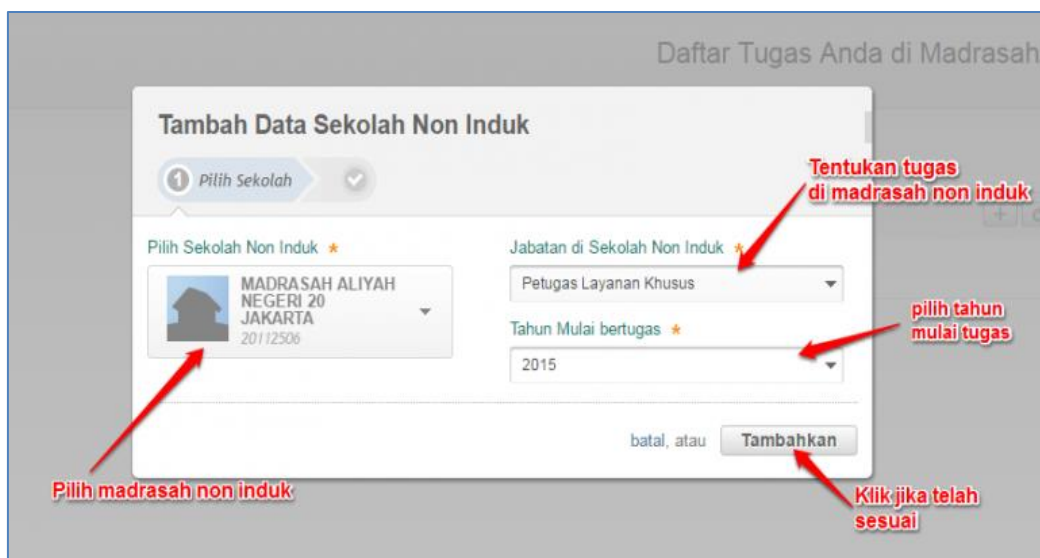 Daftar Tugas Anda di Madrasah
Tambah Data Sekolah Non Induk
1 Pilih Sekolah
Tentukan tugas
di madrasah non induk
Pilih Sekolah Non Induk *
MADRASAH ALIYAH
NEGERI 20
JAKARTA
20112506
Jabatan di Sekolah Non Induk *
Petugas Layanan Khusus
Tahun Mulai bertugas *
2015
pilih tahun
mulai tugas
batal, atau Tambahkan
Pilih madrasah non induk
Klik jika telah
sesuai